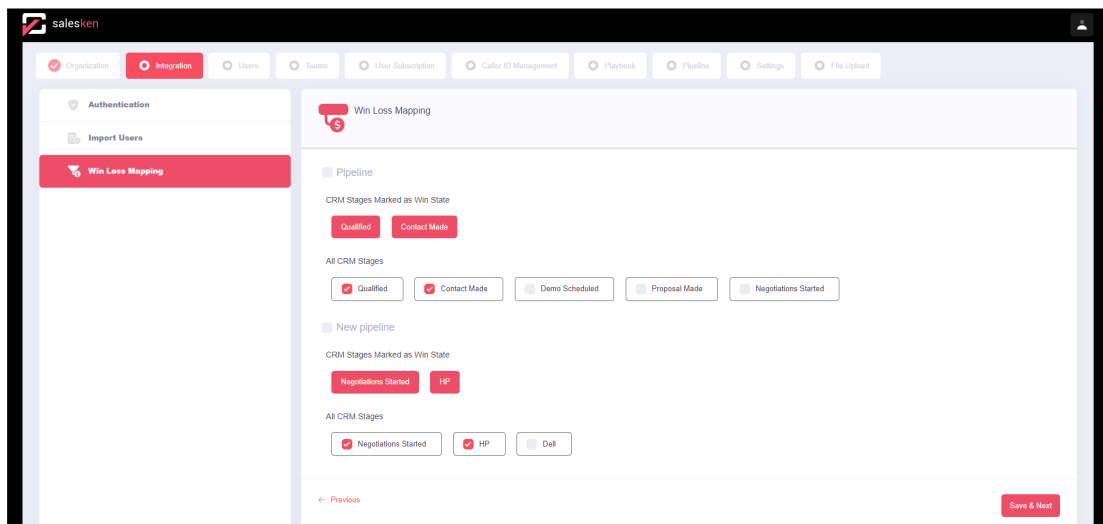 salesken
Organization Integration Users Teams User Subscription Caller ID Management Playbook Pipeline Settings File Upload
Authentication
Import Users
Win Loss Mapping
Win Loss Mapping
Pipeline
CRM Stages Marked as Win State
Qualified Contact Made
All CRM Stages
Qualified Contact Made Demo Scheduled Proposal Made Negotiations Started
New pipeline
CRM Stages Marked as Win State
Negotiations Started HP
All CRM Stages
Negotiations Started HP Dell
← Previous Save & Next